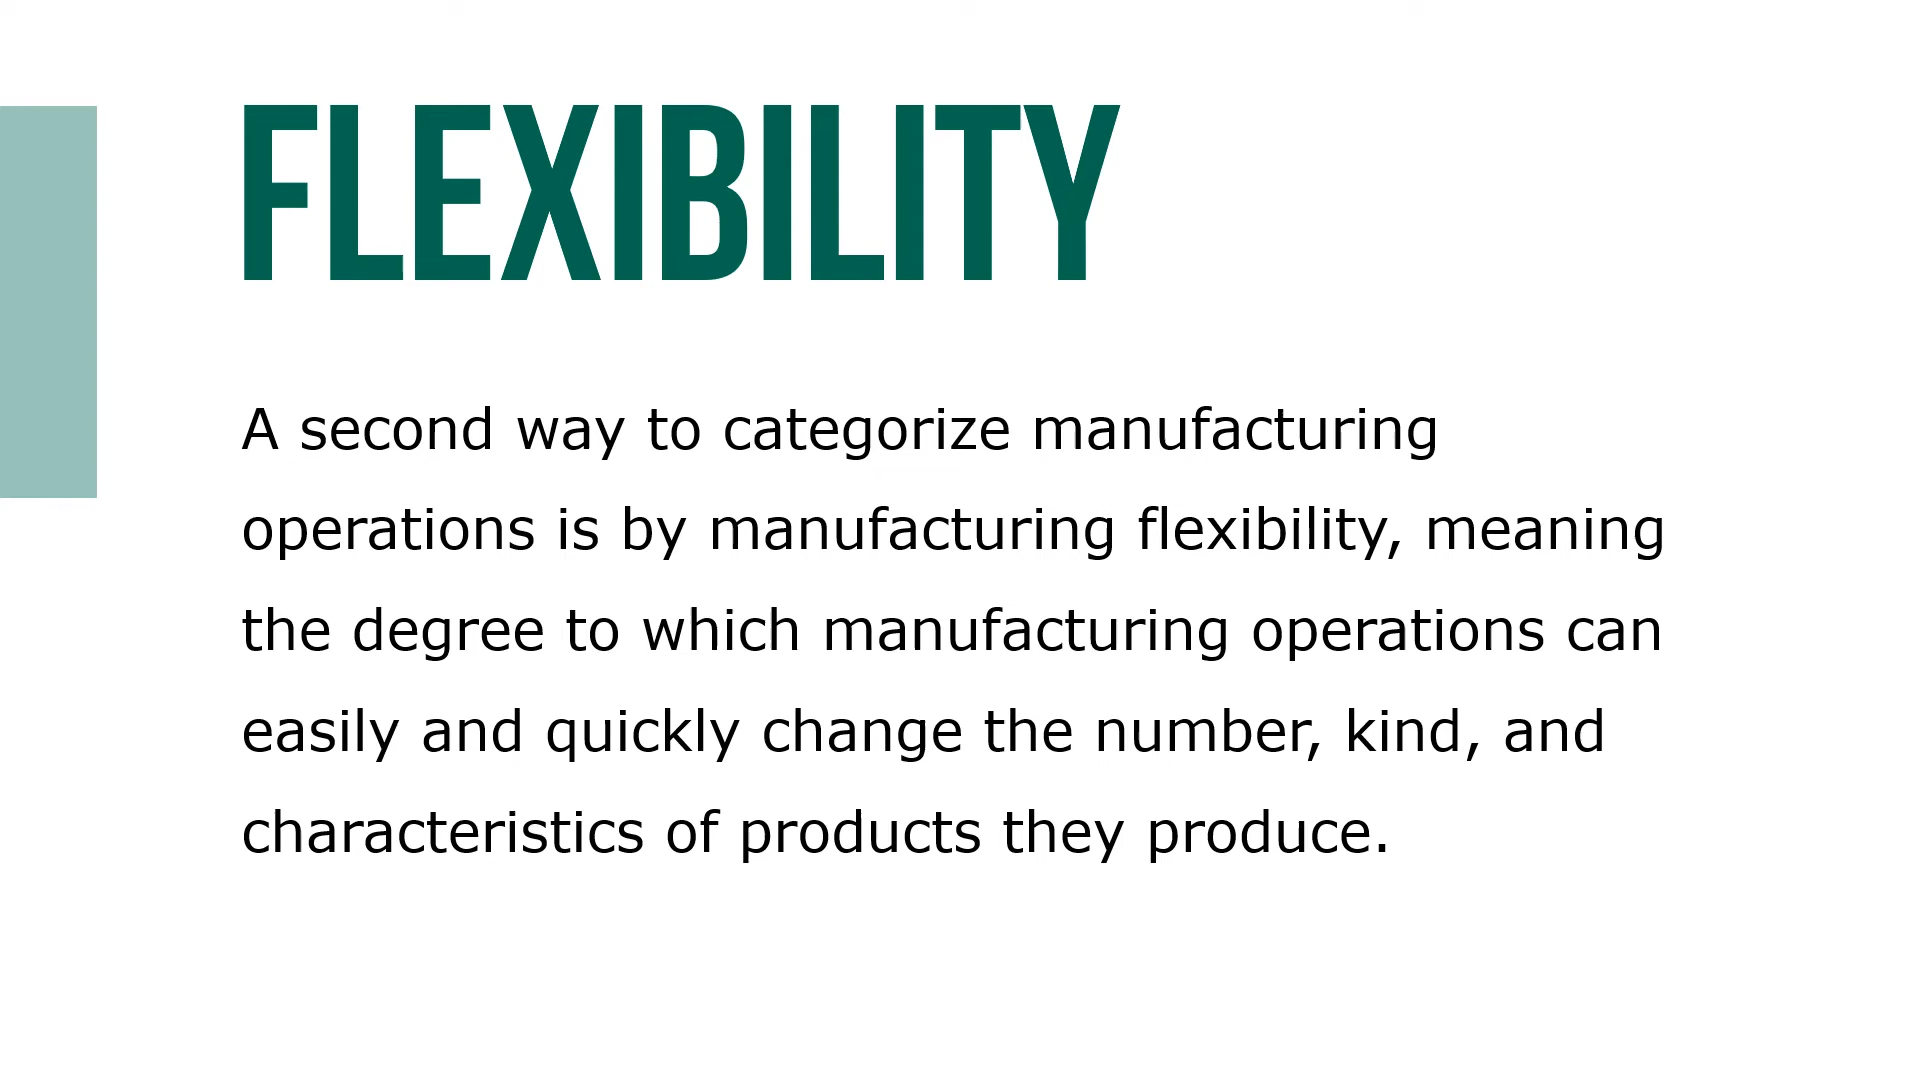 FLEXIBILITY
A second way to categorize manufacturing
operations is by manufacturing flexibility, meaning
the degree to which manufacturing operations can
easily and quickly change the number, kind, and
characteristics of products they produce.